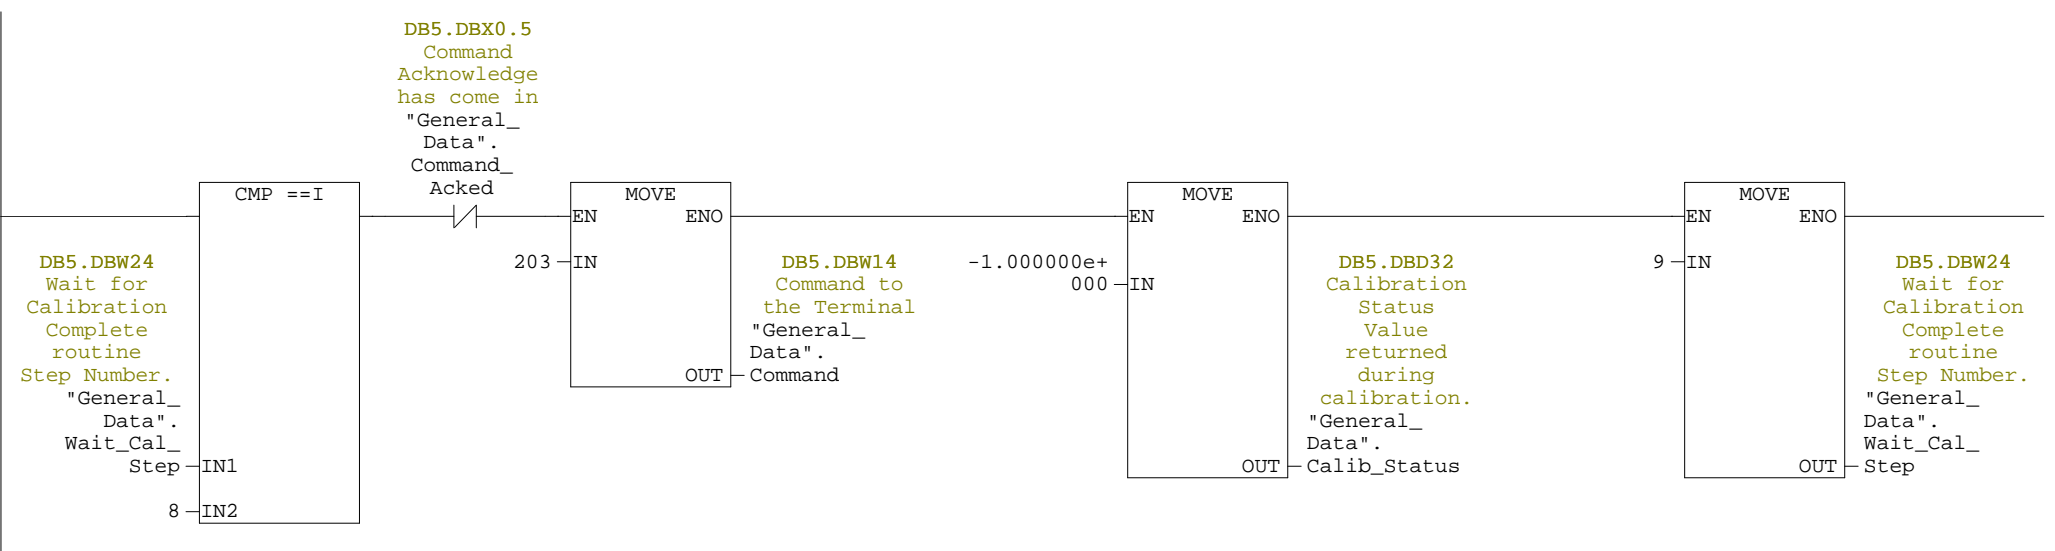 DB5.DBX0.5
Command
Acknowledge
has come in
"General_
Data".
Command_
Acked
CMP ==I
DB5.DBW24
Wait for
Calibration
Complete
routine
Step Number.
"General_
Data".
Wait_Cal_
Step
IN1
8
IN2
MOVE
EN
ENO
203
IN
OUT
DB5.DBW14
Command to
the Terminal
"General_
Data".
Command
MOVE
EN
ENO
-1.000000e+
000
IN
OUT
DB5.DBD32
Calibration
Status
Value
returned
during
calibration.
"General_
Data".
Calib_Status
MOVE
EN
ENO
9
IN
OUT
DB5.DBW24
Wait for
Calibration
Complete
routine
Step Number.
"General_
Data".
Wait_Cal_
Step